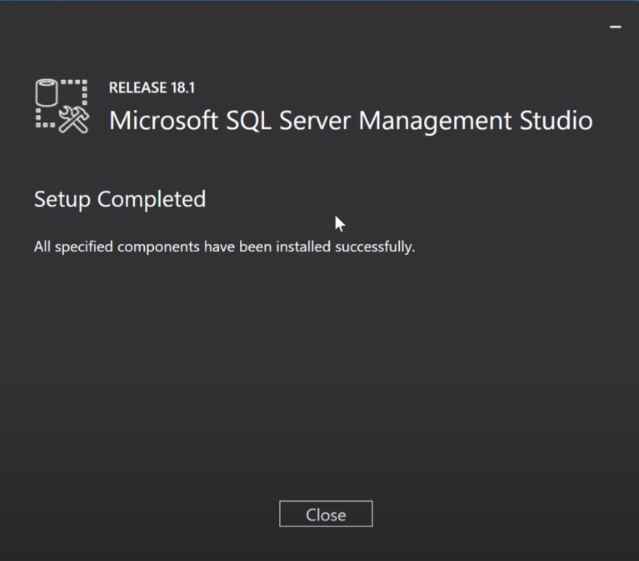 RELEASE 18.1
Microsoft SQL Server Management Studio
Setup Completed
All specified components have been installed successfully.
Close